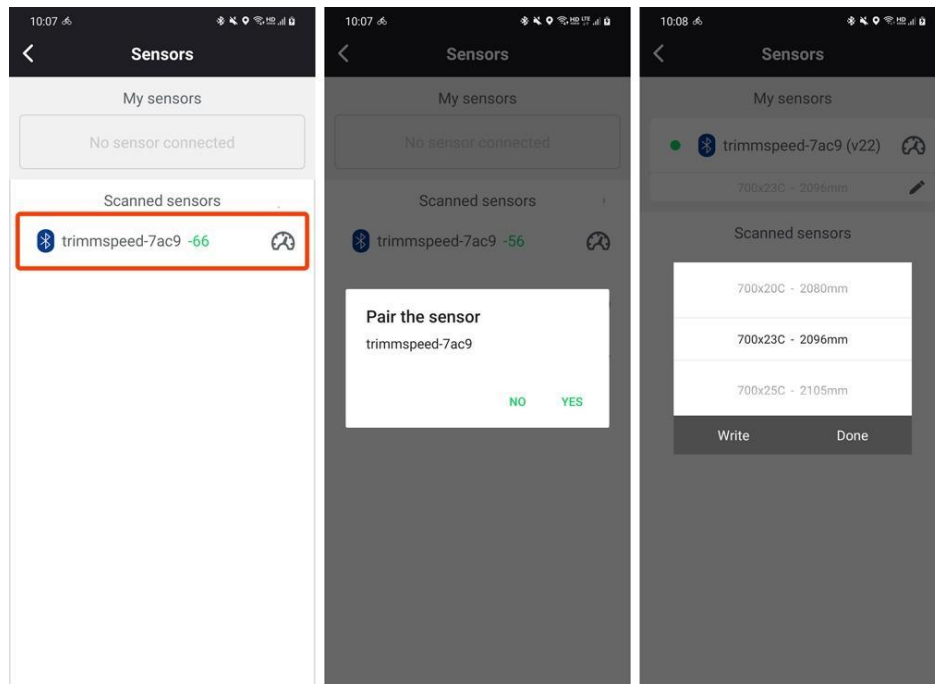 10:07
Sensors
My sensors
No sensor connected
Scanned sensors
trimmspeed-7ac9 -66
10:07
Sensors
My sensors
No sensor connected
Scanned sensors
trimmspeed-7ac9 -56
Pair the sensor
trimmspeed-7ac9
NO YES
10:08
Sensors
My sensors
trimmspeed-7ac9 (v22)
700x23C - 2096mm
Scanned sensors
700x20C - 2080mm
700x23C - 2096mm
700x25C - 2105mm
Write Done